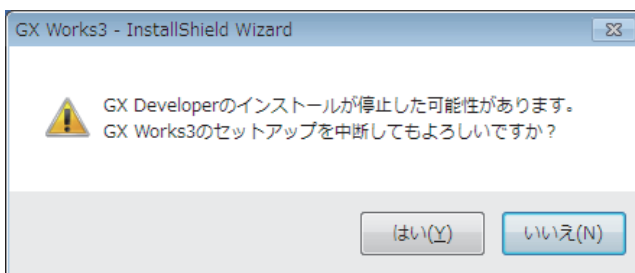 GX Works3 - InstallShield Wizard
GX Developerのインストールが停止した可能性があります。
GX Works3のセットアップを中断してもよろしいですか？
はい(Y)
いいえ(N)